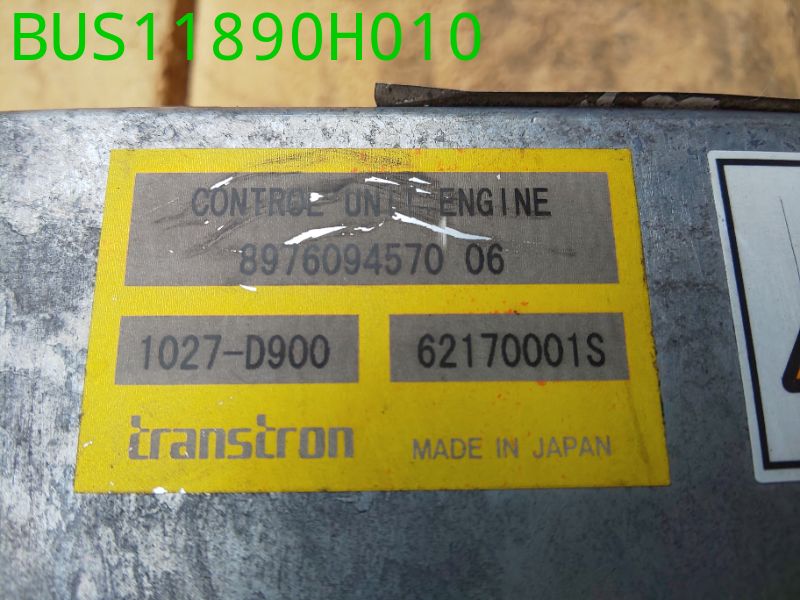 BUS11890H010
CONTROL UNIT ENGINE
8976094570 06
1027-D900
62170001S
transtron
MADE IN JAPAN